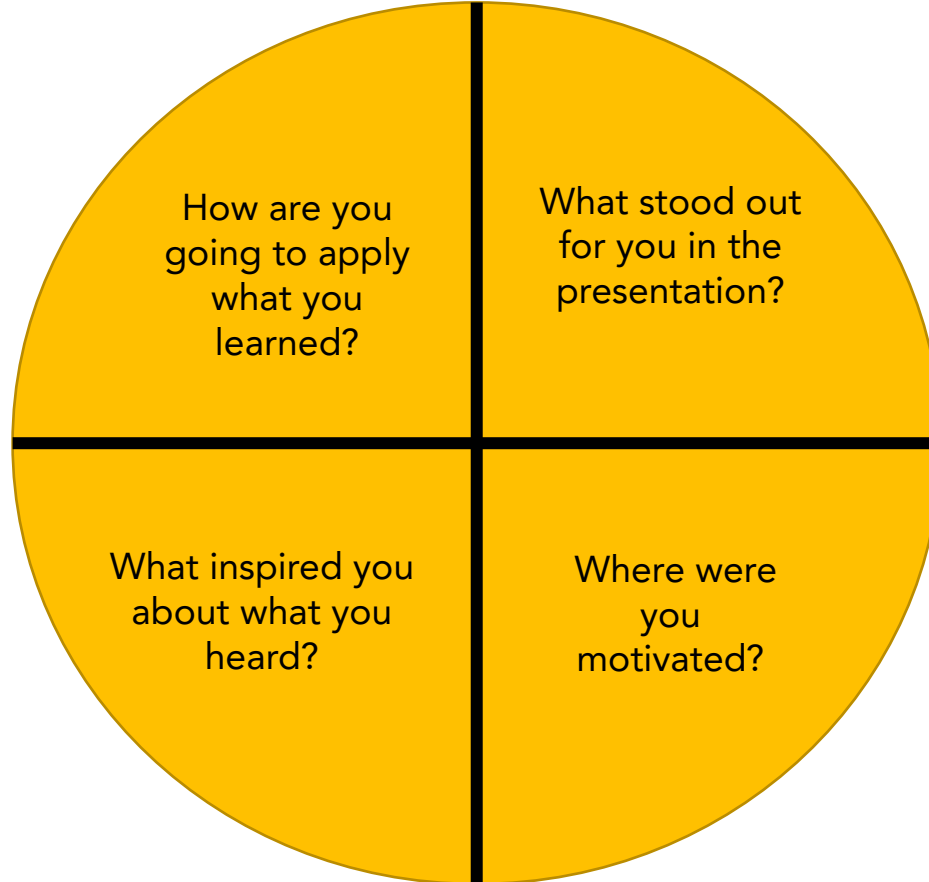 How are you
going to apply
what you
learned?
What stood out
for you in the
presentation?
What inspired you
about what you
heard?
Where were
you
motivated?